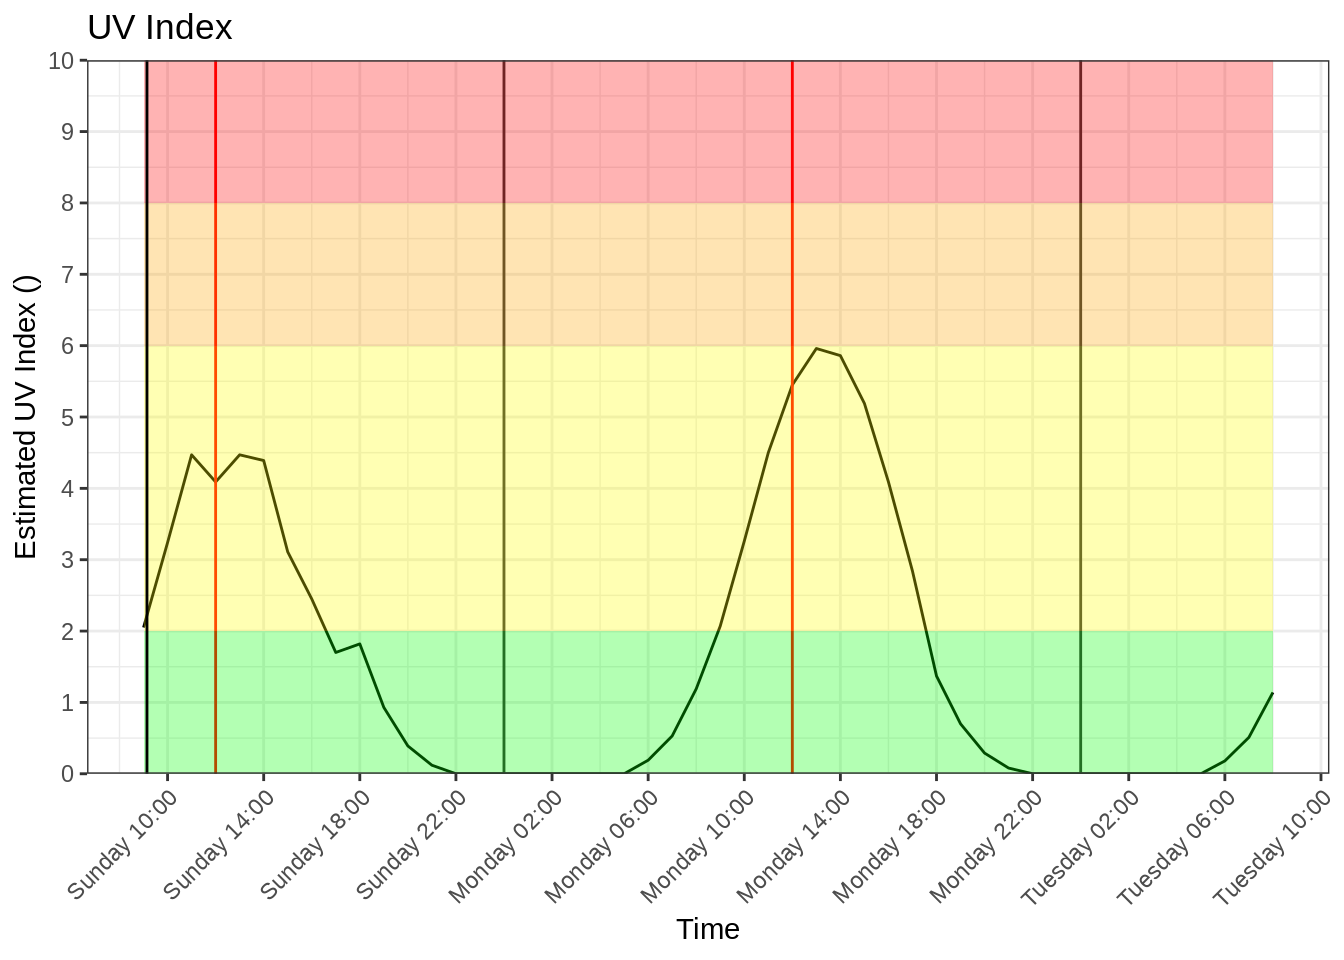 UV Index
10
9
8
7
6
5
4
3
2
1
0
Estimated UV Index ()
Sunday 10:00
Sunday 14:00
Sunday 18:00
Sunday 22:00
Monday 02:00
Monday 06:00
Monday 10:00
Monday 14:00
Monday 18:00
Monday 22:00
Tuesday 02:00
Tuesday 06:00
Tuesday 10:00
Time